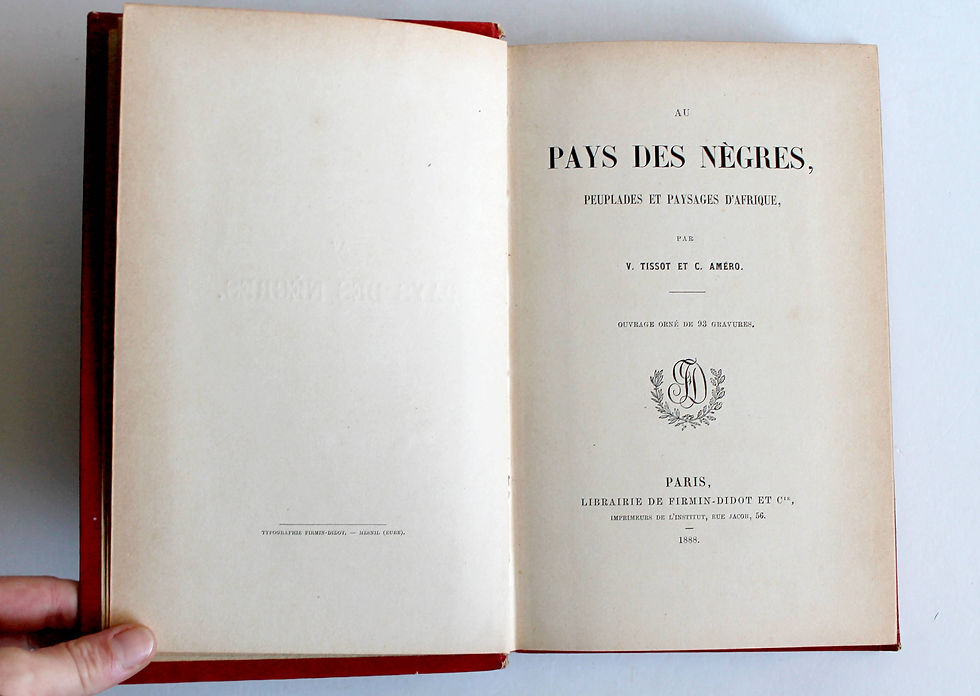 TYPOGRAPHIE FIRMIN-DIDOT. — MESNIL (EURE).
AU
PAYS DES NÈGRES,
PEUPLADES ET PAYSAGES D'AFRIQUE,
PAR
V. TISSOT ET C. AMÉRO.
OUVRAGE ORNÉ DE 93 GRAVURES.
PARIS,
LIBRAIRIE DE FIRMIN-DIDOT ET Cie,
IMPRIMEURS DE L'INSTITUT, RUE JACOB, 56.
1888.